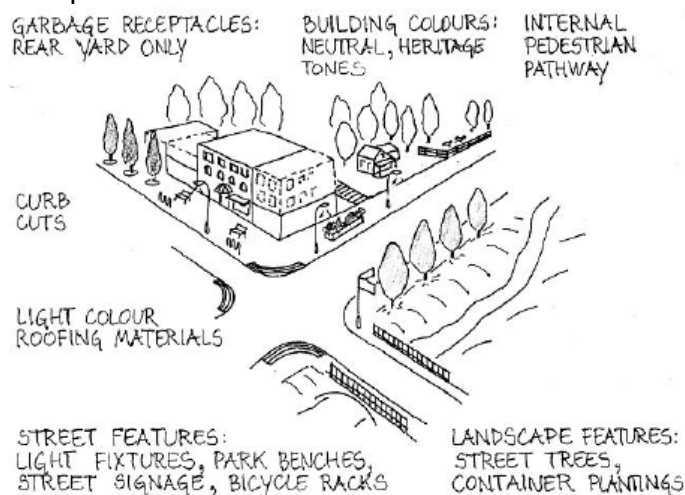 GARBAGE RECEPTACLES:
REAR YARD ONLY
BUILDING COLOURS:
NEUTRAL, HERITAGE
TONES
INTERNAL
PEDESTRIAN
PATHWAY
CURB
CUTS
LIGHT COLOUR
ROOFING MATERIALS
STREET FEATURES:
LIGHT FIXTURES, PARK BENCHES,
STREET SIGNAGE, BICYCLE RACKS
LANDSCAPE FEATURES:
STREET TREES,
CONTAINER PLANTINGS